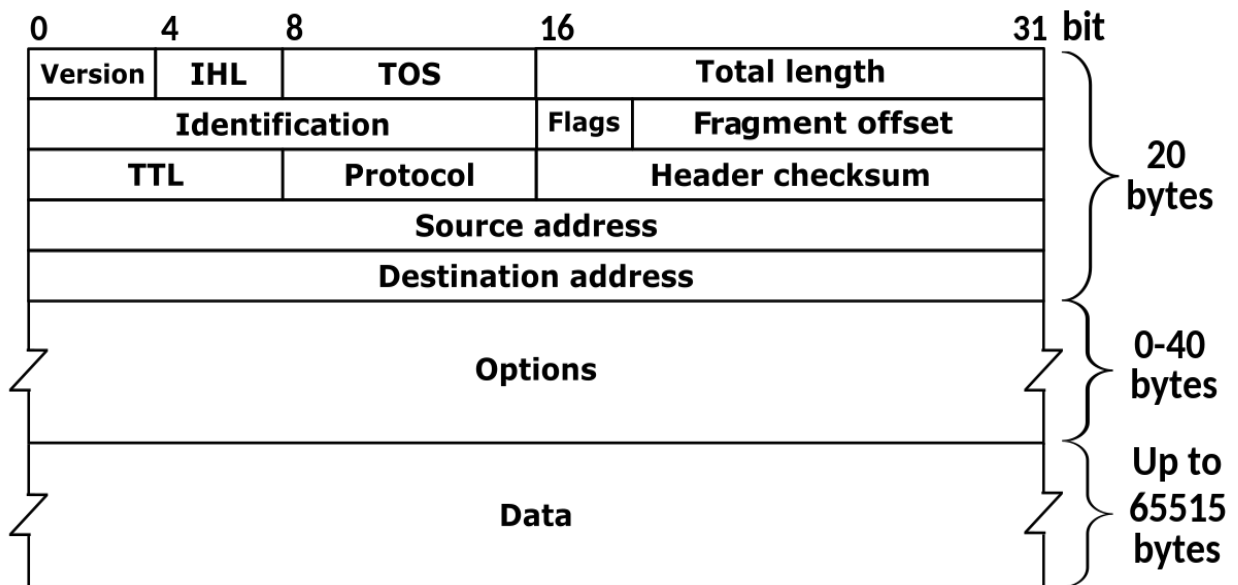 0 4 8 16 31 bit
Version IHL TOS Total length
Identification Flags Fragment offset
TTL Protocol Header checksum
20
bytes
Source address
Destination address
Options
0-40
bytes
Data
Up to
65515
bytes